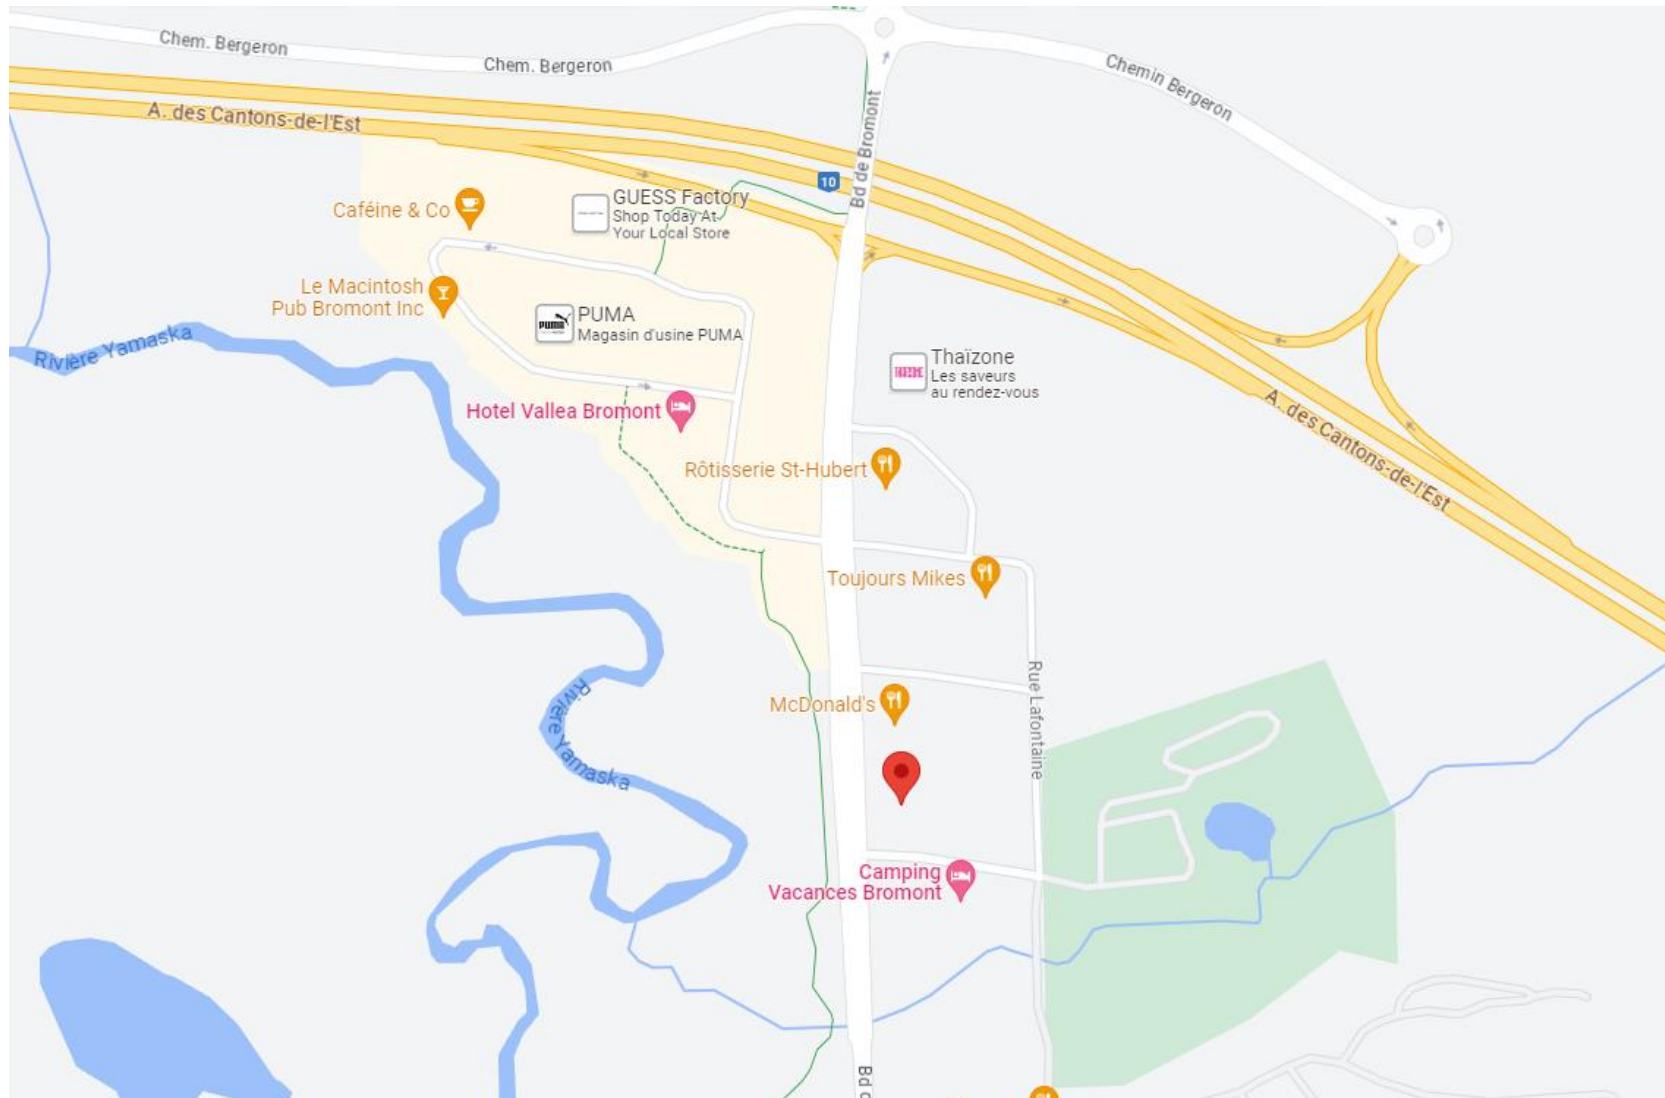 Chem. Bergeron
Chem. Bergeron
Chemin Bergeron
A. des Cantons-de-l'Est
Bd de Bromont
10
Caféine & Co
GUESS Factory
Shop Today At
Your Local Store
Le Macintosh
Pub Bromont Inc
PUMA
PUMA
Magasin d'usine PUMA
Rivière Yamaska
Thaïzone
Les saveurs
au rendez-vous
Hotel Vallea Bromont
A. des Cantons-de-l'Est
Rôtisserie St-Hubert
Toujours Mikes
Rue Lafontaine
McDonald's
Rivière Yamaska
Camping
Vacances Bromont